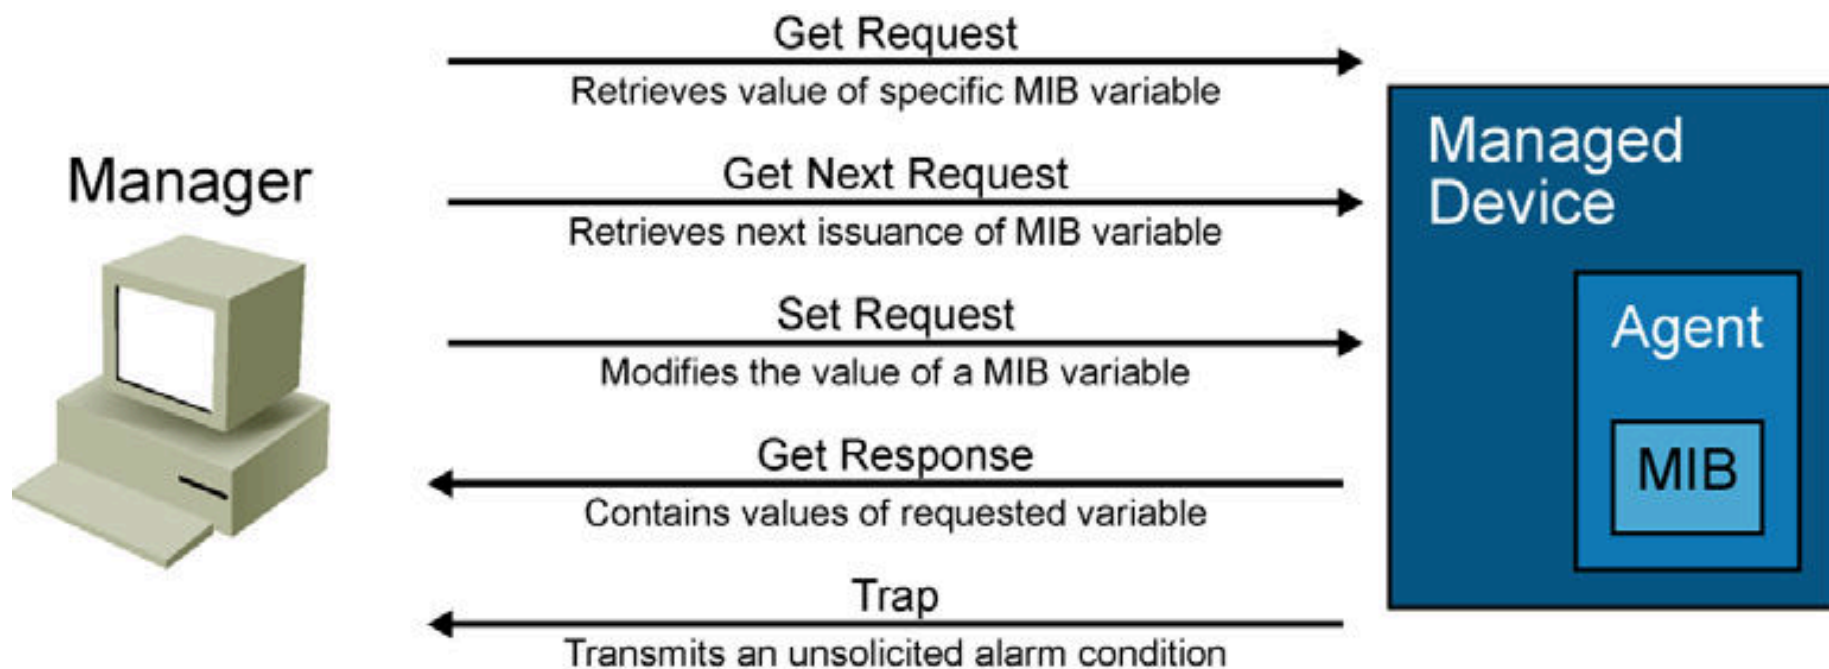 Manager
Get Request
Retrieves value of specific MIB variable
Get Next Request
Retrieves next issuance of MIB variable
Set Request
Modifies the value of a MIB variable
Get Response
Contains values of requested variable
Trap
Transmits an unsolicited alarm condition
Managed
Device
Agent
MIB